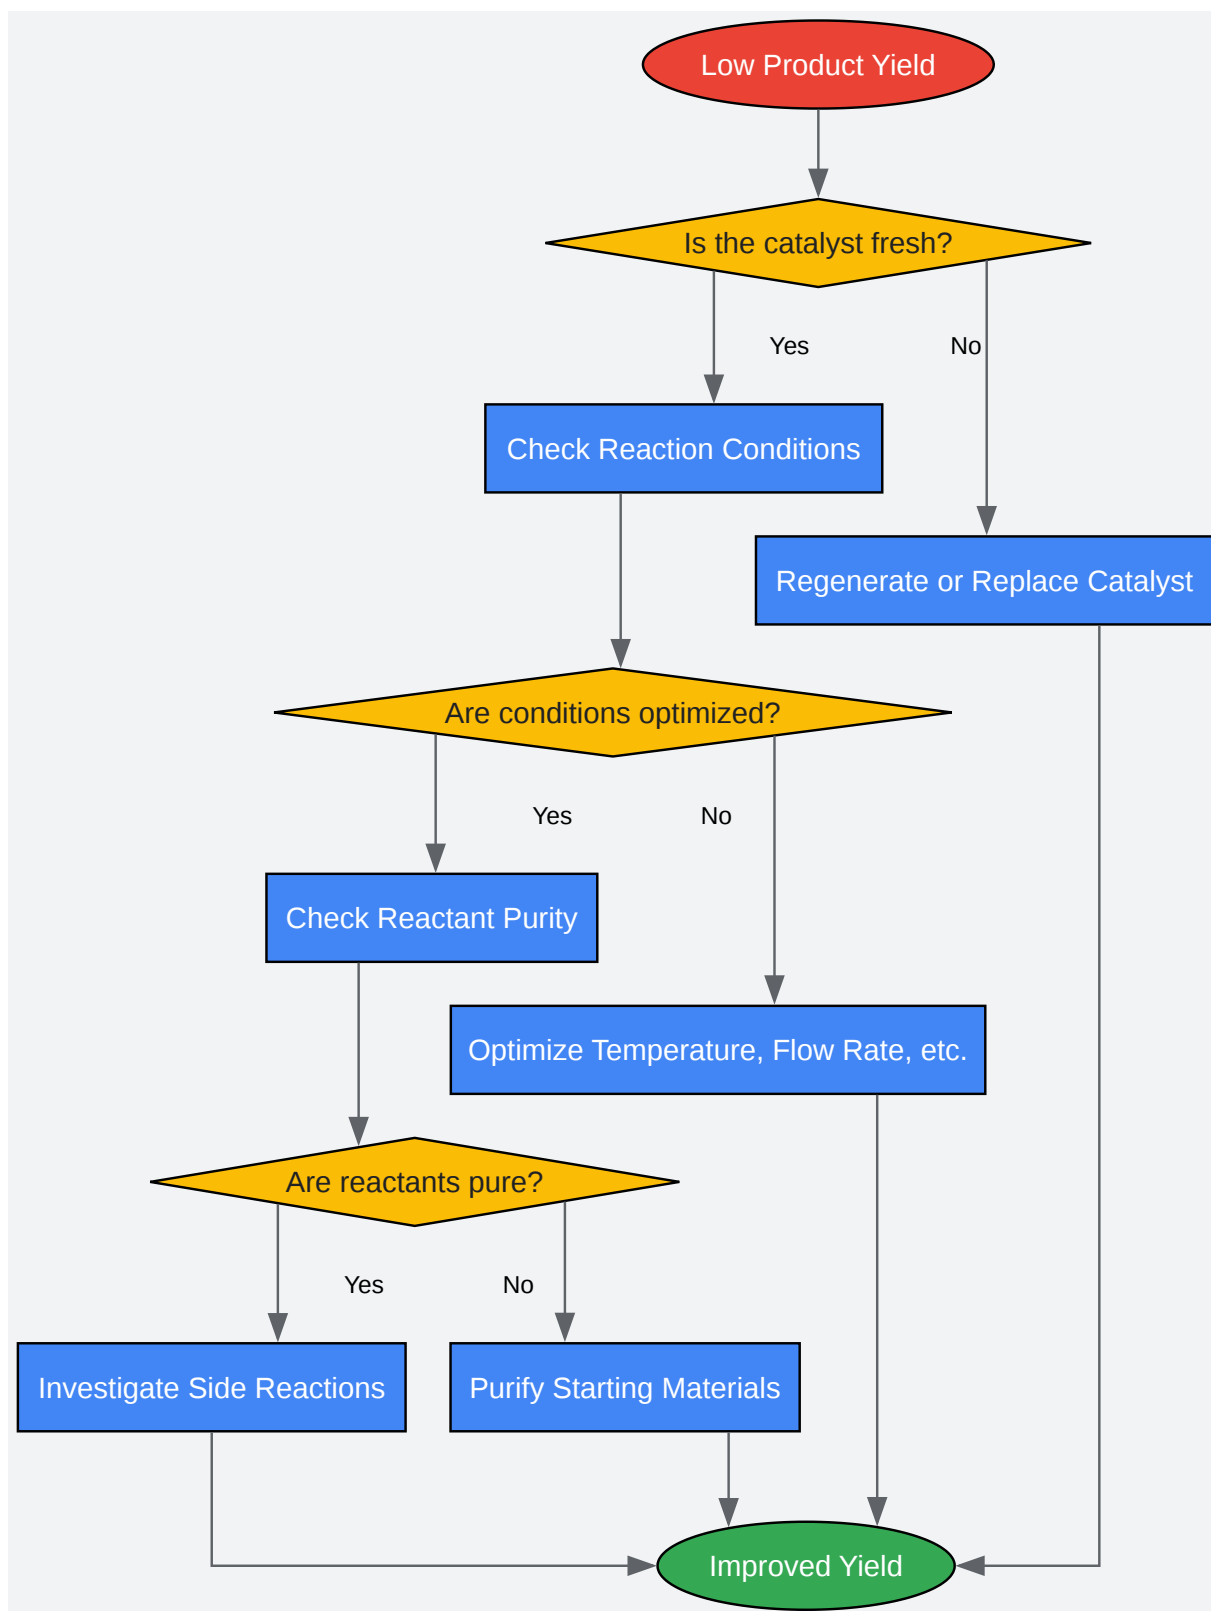 Low Product Yield
Is the catalyst fresh?
Yes
No
Check Reaction Conditions
Regenerate or Replace Catalyst
Are conditions optimized?
Yes
No
Check Reactant Purity
Optimize Temperature, Flow Rate, etc.
Are reactants pure?
Yes
No
Investigate Side Reactions
Purify Starting Materials
Improved Yield